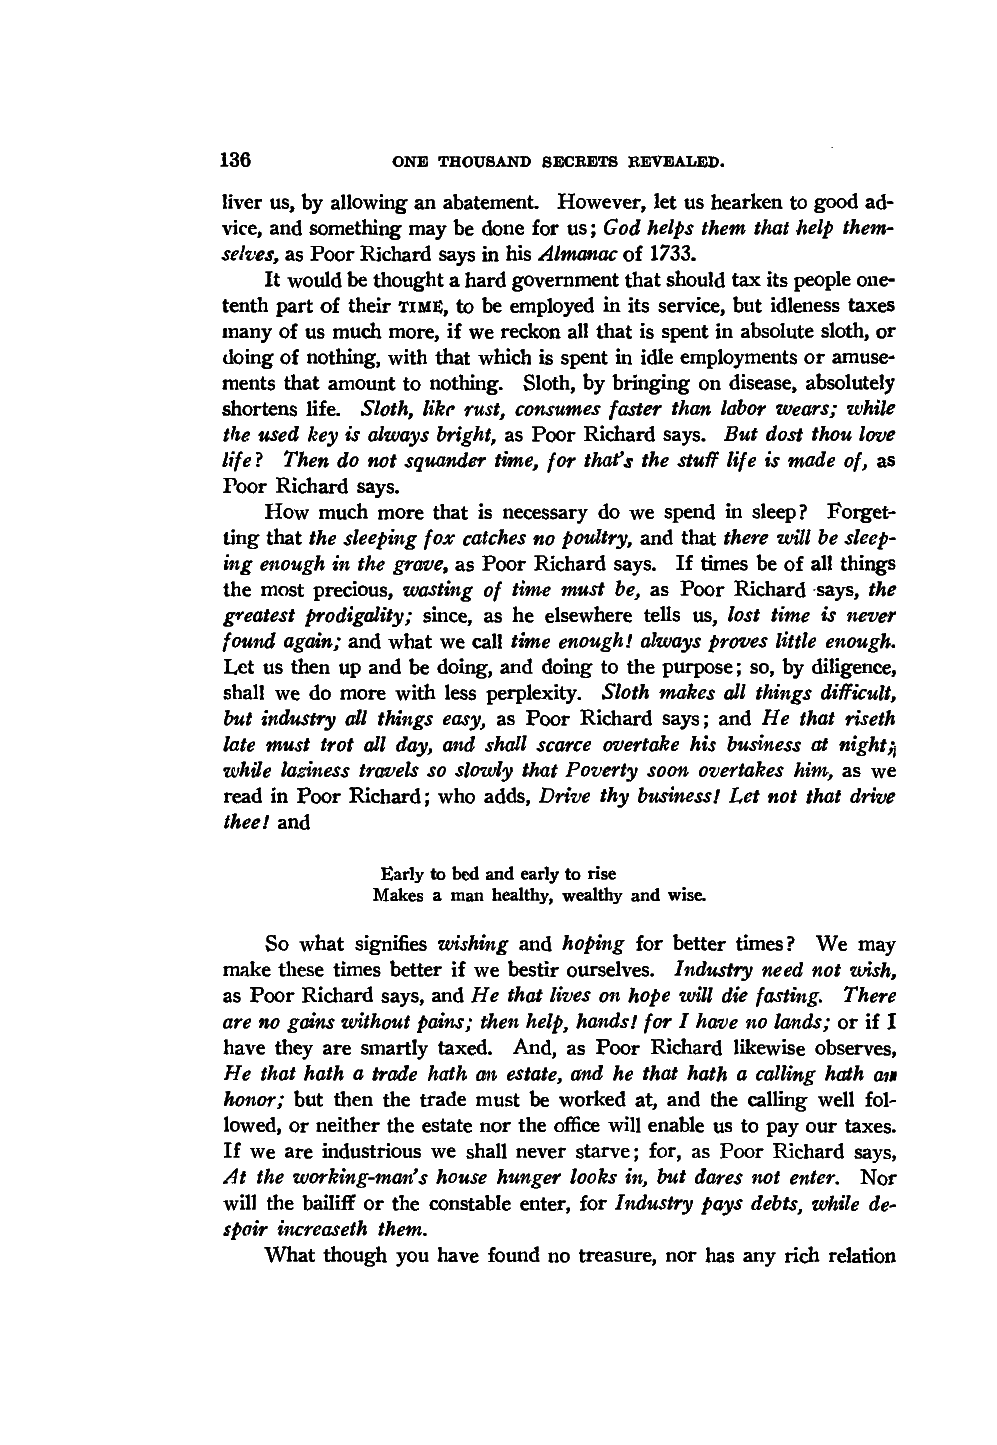 136 ONE THOUSAND SECRETS REVEALED.
liver us, by allowing an abatement. However, let us hearken to good ad-
vice, and something may be done for us; God helps them that help them-
selves, as Poor Richard says in his Almanac of 1733.
It would be thought a hard government that should tax its people one-
tenth part of their TIME, to be employed in its service, but idleness taxes
many of us much more, if we reckon all that is spent in absolute sloth, or
doing of nothing, with that which is spent in idle employments or amuse-
ments that amount to nothing. Sloth, by bringing on disease, absolutely
shortens life. Sloth, like rust, consumes faster than labor wears; while
the used key is always bright, as Poor Richard says. But dost thou love
life? Then do not squander time, for that's the stuff life is made of, as
Poor Richard says.
How much more that is necessary do we spend in sleep? Forget-
ting that the sleeping fox catches no poultry, and that there will be sleep-
ing enough in the grave, as Poor Richard says. If times be of all things
the most precious, wasting of time must be, as Poor Richard says, the
greatest prodigality; since, as he elsewhere tells us, lost time is never
found again; and what we call time enough! always proves little enough.
Let us then up and be doing, and doing to the purpose; so, by diligence,
shall we do more with less perplexity. Sloth makes all things difficult,
but industry all things easy, as Poor Richard says; and He that riseth
late must trot all day, and shall scarce overtake his business at night;
while laziness travels so slowly that Poverty soon overtakes him, as we
read in Poor Richard; who adds, Drive thy business! Let not that drive
thee! and
Early to bed and early to rise
Makes a man healthy, wealthy and wise.
So what signifies wishing and hoping for better times? We may
make these times better if we bestir ourselves. Industry need not wish,
as Poor Richard says, and He that lives on hope will die fasting. There
are no gains without pains; then help, hands! for I have no lands; or if I
have they are smartly taxed. And, as Poor Richard likewise observes,
He that hath a trade hath an estate, and he that hath a calling hath an
honor; but then the trade must be worked at, and the calling well fol-
lowed, or neither the estate nor the office will enable us to pay our taxes.
If we are industrious we shall never starve; for, as Poor Richard says,
At the working-man's house hunger looks in, but dares not enter. Nor
will the bailiff or the constable enter, for Industry pays debts, while de-
spair increaseth them.
What though you have found no treasure, nor has any rich relation